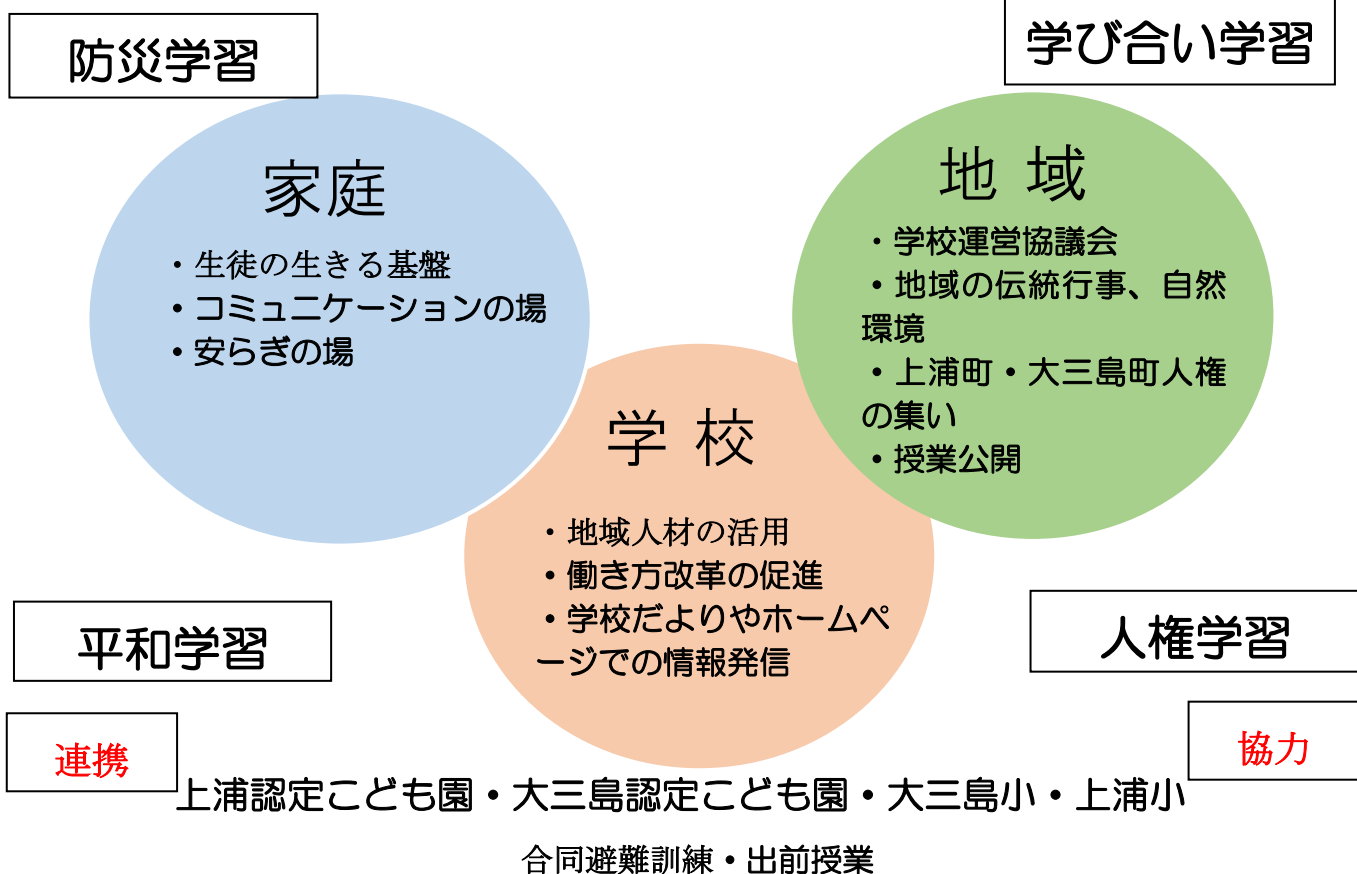 防災学習
学び合い学習
家庭
・生徒の生きる基盤
・コミュニケーションの場
・安らぎの場
地 域
・学校運営協議会
・地域の伝統行事、自然
環境
・上浦町・大三島町人権
の集い
・授業公開
学 校
・地域人材の活用
・働き方改革の促進
・学校だよりやホームペ
ージでの情報発信
平和学習
人権学習
連携
協力
上浦認定こども園・大三島認定こども園・大三島小・上浦小
合同避難訓練・出前授業